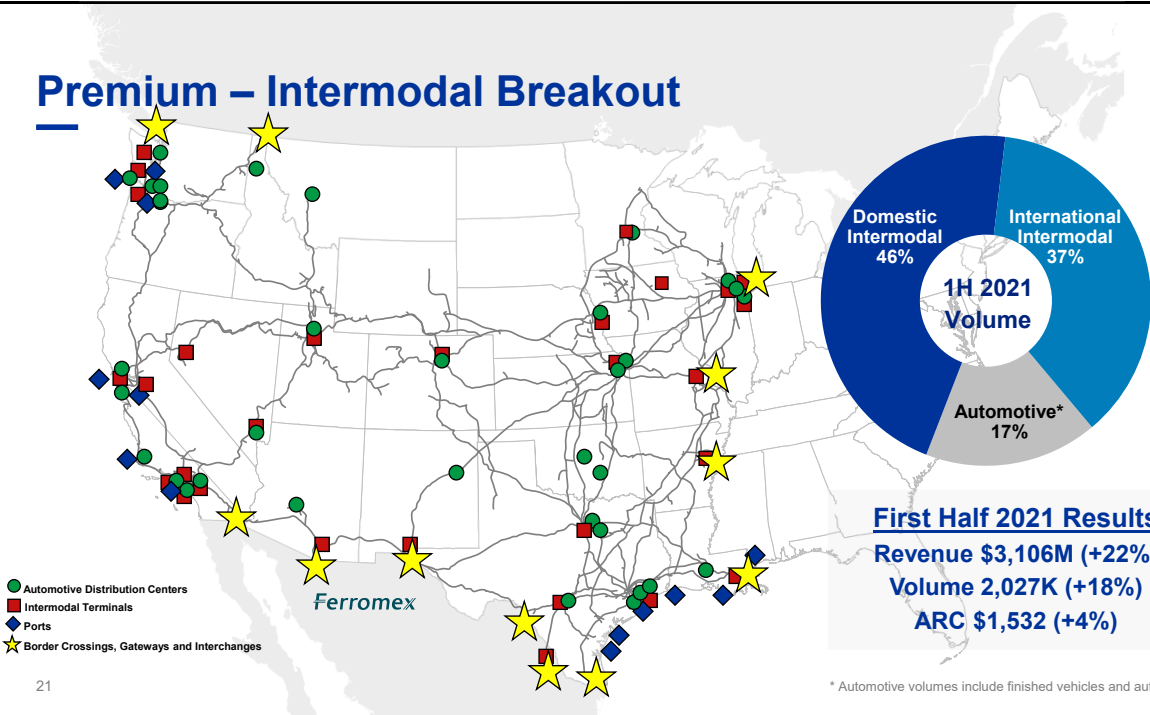 Premium – Intermodal Breakout
Domestic
Intermodal
46%
International
Intermodal
37%
1H 2021
Volume
Automotive*
17%
First Half 2021 Results
Revenue $3,106M (+22%
Volume 2,027K (+18%)
ARC $1,532 (+4%)
Ferromex
Automotive Distribution Centers
Intermodal Terminals
Ports
Border Crossings, Gateways and Interchanges
21
* Automotive volumes include finished vehicles and